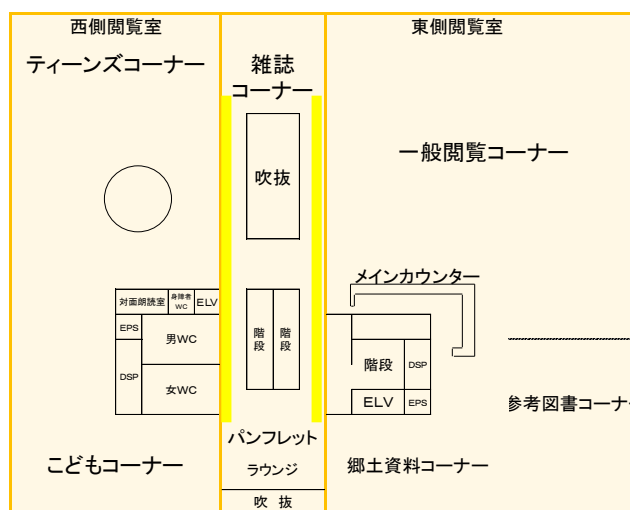 西側閲覧室
東側閲覧室
ティーンズコーナー
雑誌
コーナー
一般閲覧コーナー
吹抜
メインカウンター
対面朗読室
身障者
WC
ELV
EPS
男WC
階段
階段
階段
DSP
DSP
女WC
ELV
EPS
参考図書コーナー
パンフレット
ラウンジ
こどもコーナー
郷土資料コーナー
吹 抜